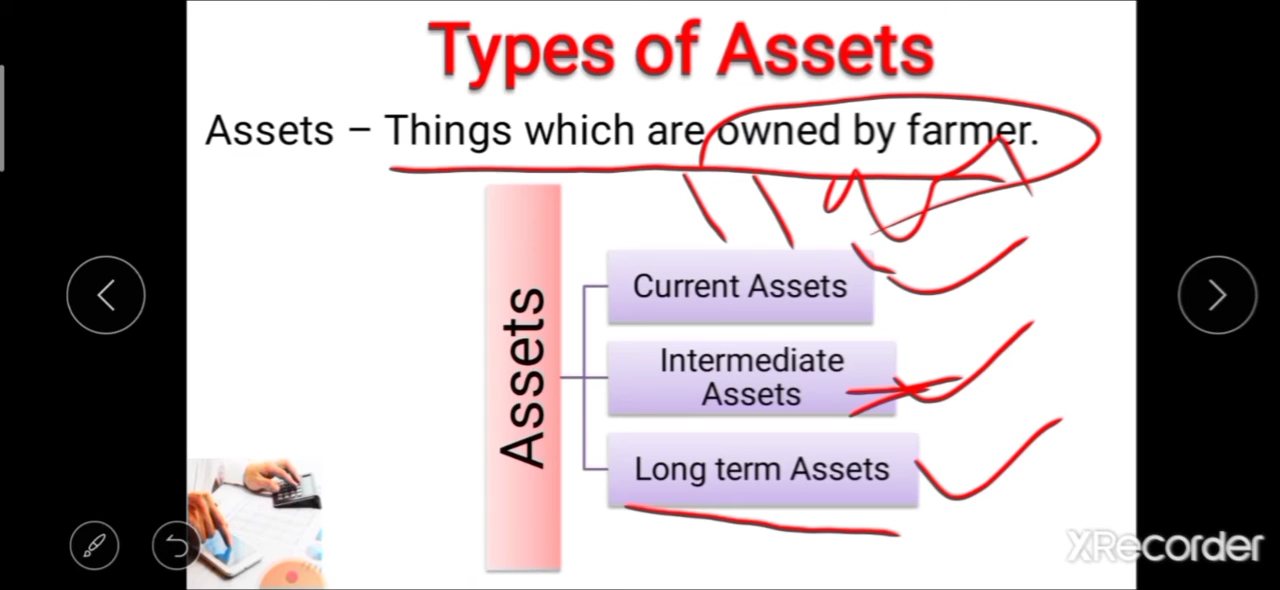 Types of Assets
Assets – Things which are owned by farmer.
Assets
Current Assets
Intermediate
Assets
Long term Assets
XRecorder